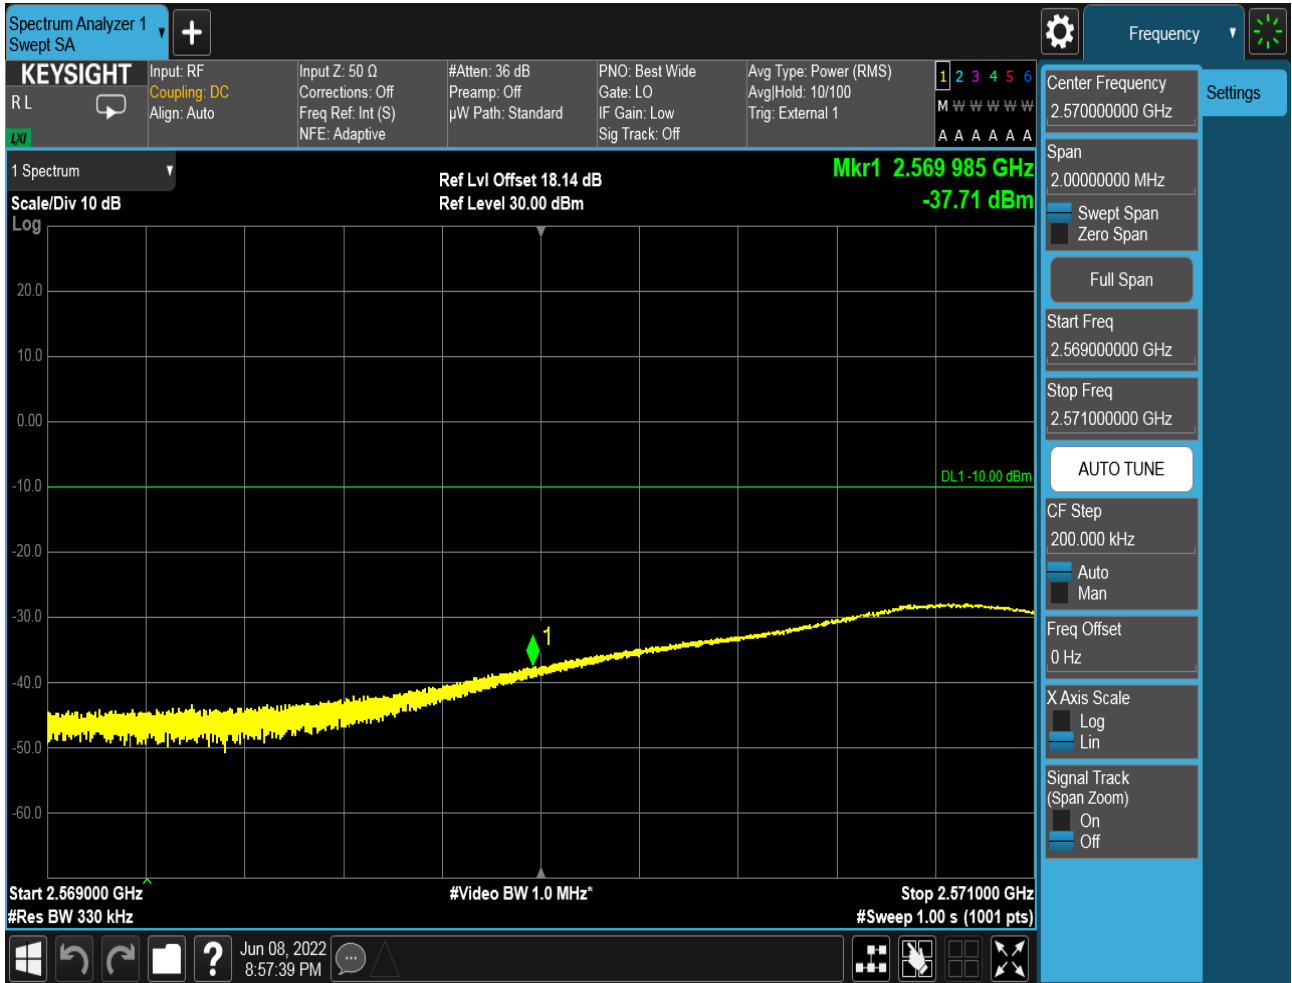 Spectrum Analyzer 1
Swept SA
+
Frequency
KEYSIGHT
R L
LXI
Input: RF
Coupling: DC
Align: Auto
Input Z: 50 Ω
Corrections: Off
Freq Ref: Int (S)
NFE: Adaptive
#Atten: 36 dB
Preamp: Off
µW Path: Standard
PNO: Best Wide
Gate: LO
IF Gain: Low
Sig Track: Off
Avg Type: Power (RMS)
Avg|Hold: 10/100
Trig: External 1
1 2 3 4 5 6
M W W W W W
A A A A A A
1 Spectrum
Scale/Div 10 dB
Log
Ref Lvl Offset 18.14 dB
Ref Level 30.00 dBm
Mkr1 2.569 985 GHz
-37.71 dBm
20.0
10.0
0.00
-10.0
-20.0
-30.0
-40.0
-50.0
-60.0
DL1 -10.00 dBm
1
Start 2.569000 GHz
#Res BW 330 kHz
#Video BW 1.0 MHz*
Stop 2.571000 GHz
#Sweep 1.00 s (1001 pts)
Center Frequency
2.570000000 GHz
Span
2.00000000 MHz
Swept Span
Zero Span
Full Span
Start Freq
2.569000000 GHz
Stop Freq
2.571000000 GHz
AUTO TUNE
CF Step
200.000 kHz
Auto
Man
Freq Offset
0 Hz
X Axis Scale
Log
Lin
Signal Track
(Span Zoom)
On
Off
Settings
?
Jun 08, 2022
8:57:39 PM